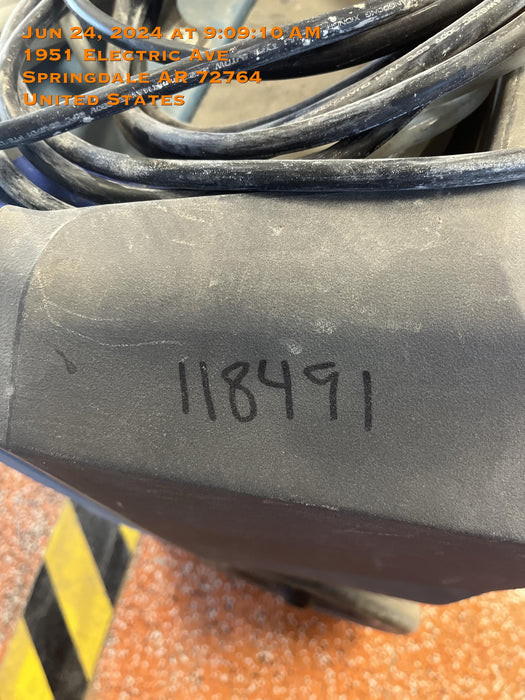 Jun 24, 2024 at 9:09:10 AM
1951 Electric Ave
Springdale AR 72764
United States
118491